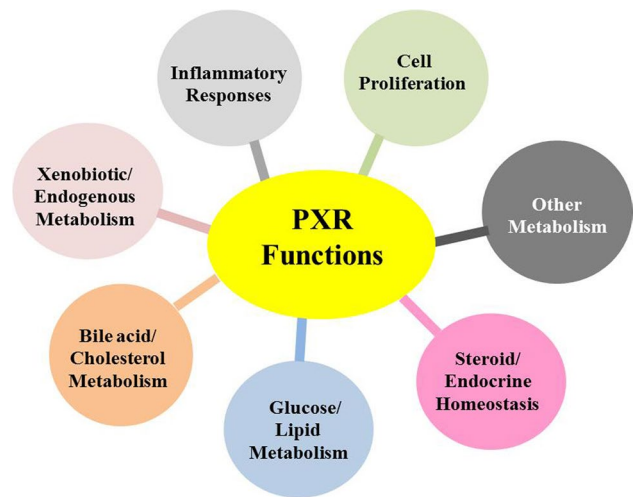 Inflammatory
Responses
Cell
Proliferation
Xenobiotic/
Endogenous
Metabolism
PXR
Functions
Other
Metabolism
Bile acid/
Cholesterol
Metabolism
Glucose/
Lipid
Metabolism
Steroid/
Endocrine
Homeostasis